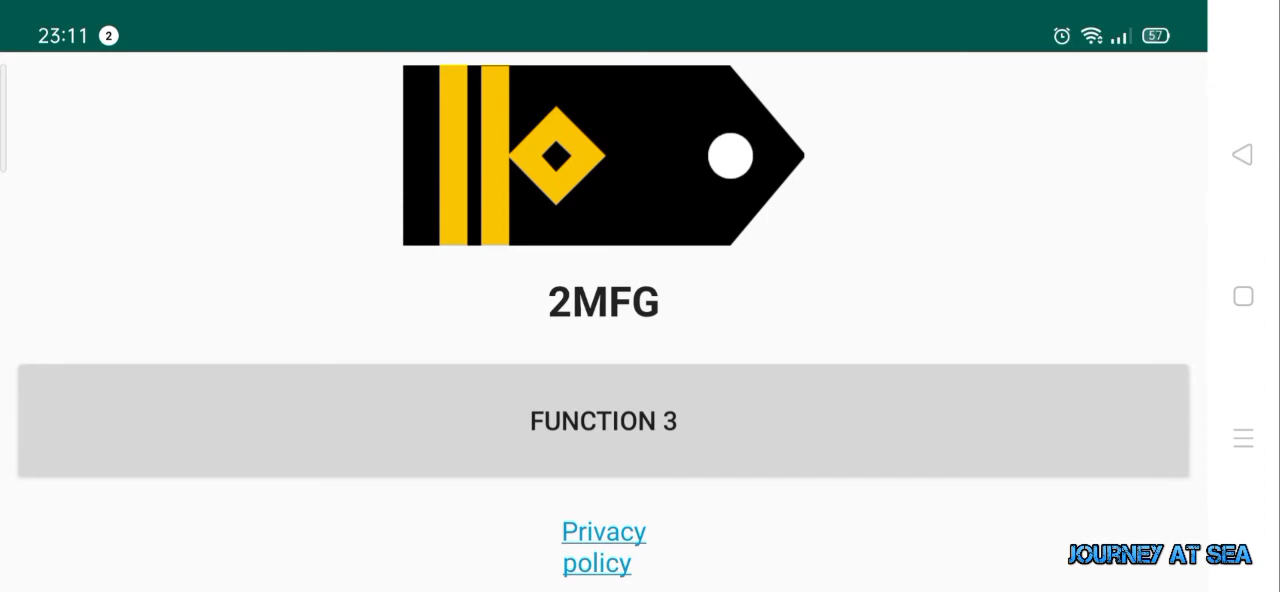 23:11 2
57
2MFG
FUNCTION 3
Privacy
policy
JOURNEY AT SEA